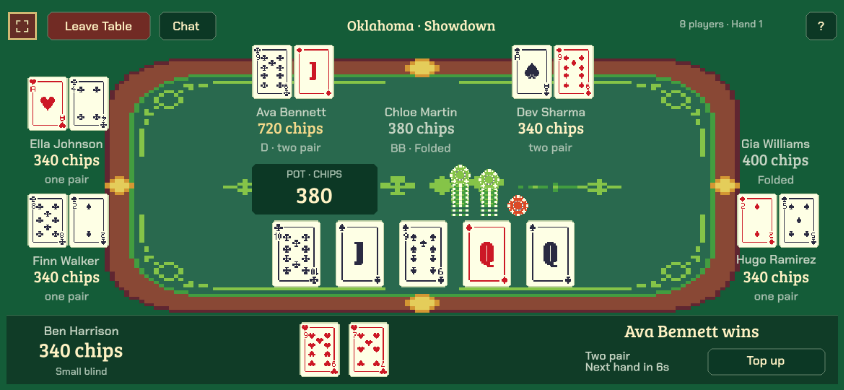 Leave Table
Chat
Oklahoma · Showdown
8 players · Hand 1
?
Ava Bennett
720 chips
D · two pair
Chloe Martin
380 chips
BB · Folded
Dev Sharma
340 chips
two pair
Ella Johnson
340 chips
one pair
Gia Williams
400 chips
Folded
POT · CHIPS
380
Finn Walker
340 chips
one pair
Hugo Ramirez
340 chips
one pair
10
J
9
Q
Q
Ben Harrison
340 chips
Small blind
Ava Bennett wins
Two pair
Next hand in 6s
Top up